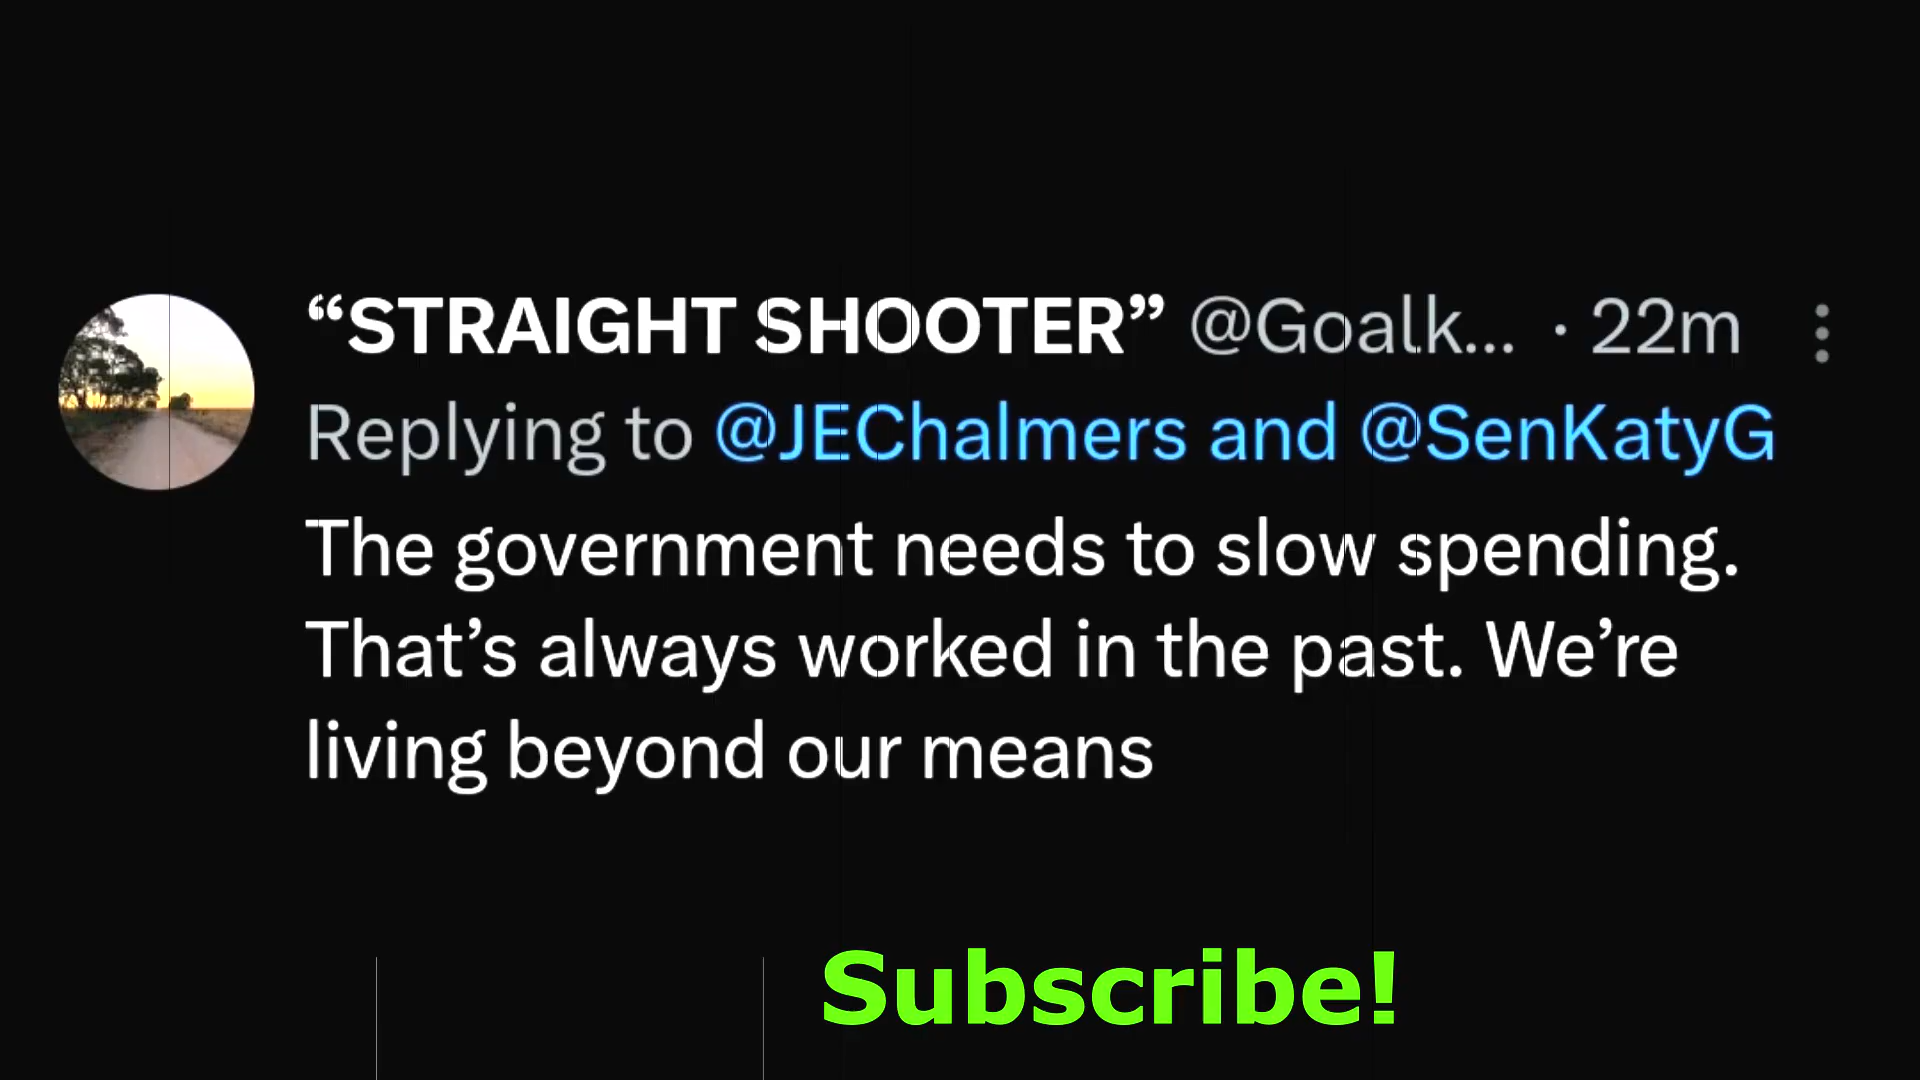 “STRAIGHT SHOOTER” @Goalk... · 22m
Replying to @JEChalmers and @SenKatyG
The government needs to slow spending.
That’s always worked in the past. We’re
living beyond our means
Subscribe!